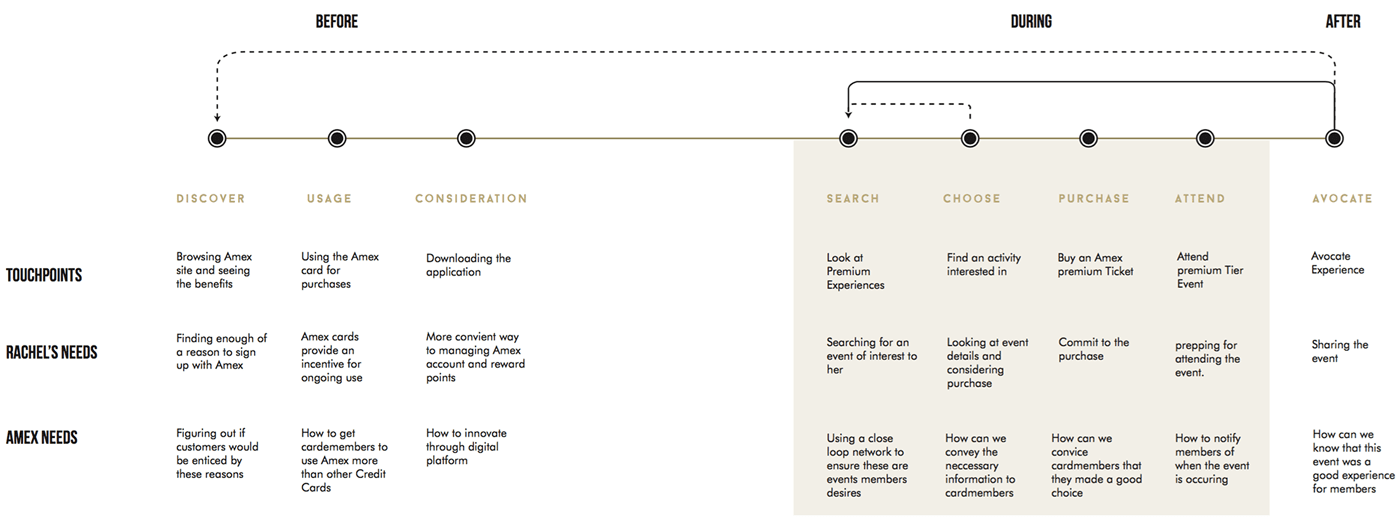 BEFORE
DURING
AFTER
DISCOVER
USAGE
CONSIDERATION
SEARCH
CHOOSE
PURCHASE
ATTEND
AVOCATE
TOUCHPOINTS
Browsing Amex
site and seeing
the benefits
Using the Amex
card for
purchases
Downloading the
application
Look at
Premium
Experiences
Find an activity
interested in
Buy an Amex
premium Ticket
Attend
premium Tier
Event
Avocate
Experience
RACHEL'S NEEDS
Finding enough of
a reason to sign
up with Amex
Amex cards
provide an
incentive for
ongoing use
More convient way
to managing Amex
account and reward
points
Searching for an
event of interest to
her
Looking at event
details and
considering
purchase
Commit to the
purchase
prepping for
attending the
event.
Sharing the
event
AMEX NEEDS
Figuring out if
customers would
be enticed by
these reasons
How to get
cardemembers to
use Amex more
than other Credit
Cards
How to innovate
through digital
platform
Using a close
loop network to
ensure these are
events members
desires
How can we
convey the
neccessary
information to
cardmembers
How can we
convice
cardmembers that
they made a good
choice
How to notify
members of
when the event
is occuring
How can we
know that this
event was a
good experience
for members